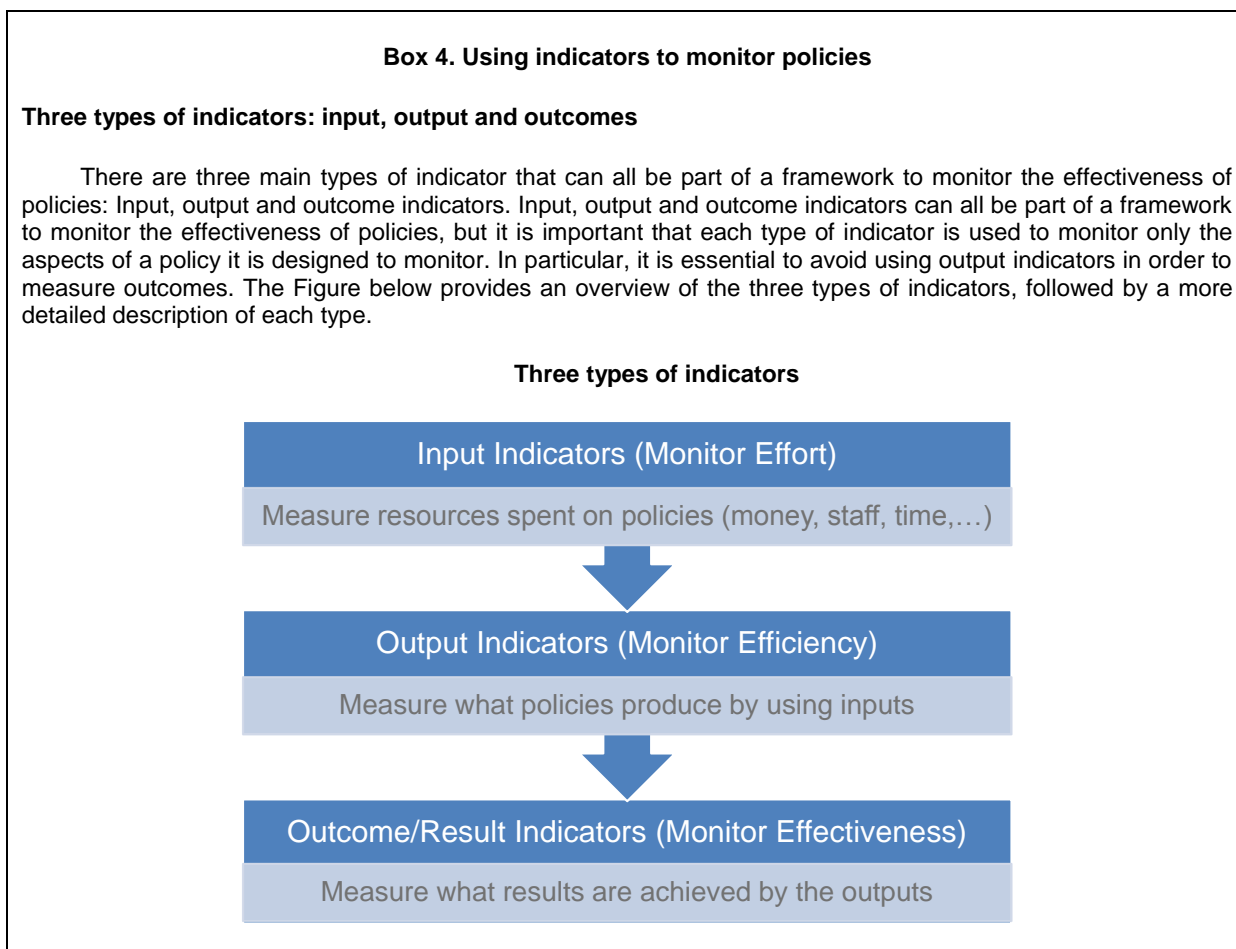 Box 4. Using indicators to monitor policies
Three types of indicators: input, output and outcomes
There are three main types of indicator that can all be part of a framework to monitor the effectiveness of
policies: Input, output and outcome indicators. Input, output and outcome indicators can all be part of a framework
to monitor the effectiveness of policies, but it is important that each type of indicator is used to monitor only the
aspects of a policy it is designed to monitor. In particular, it is essential to avoid using output indicators in order to
measure outcomes. The Figure below provides an overview of the three types of indicators, followed by a more
detailed description of each type.
Three types of indicators
Input Indicators (Monitor Effort)
Measure resources spent on policies (money, staff, time,…)
Output Indicators (Monitor Efficiency)
Measure what policies produce by using inputs
Outcome/Result Indicators (Monitor Effectiveness)
Measure what results are achieved by the outputs